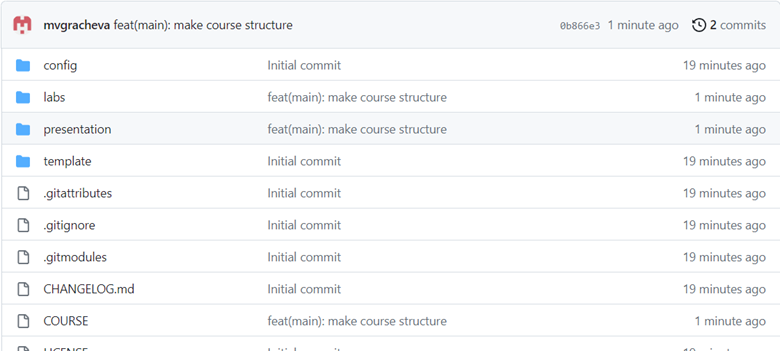 mvgracheva feat(main): make course structure 0b866e3 1 minute ago 2 commits
config Initial commit 19 minutes ago
labs feat(main): make course structure 1 minute ago
presentation feat(main): make course structure 1 minute ago
template Initial commit 19 minutes ago
.gitattributes Initial commit 19 minutes ago
.gitignore Initial commit 19 minutes ago
.gitmodules Initial commit 19 minutes ago
CHANGELOG.md Initial commit 19 minutes ago
COURSE feat(main): make course structure 1 minute ago